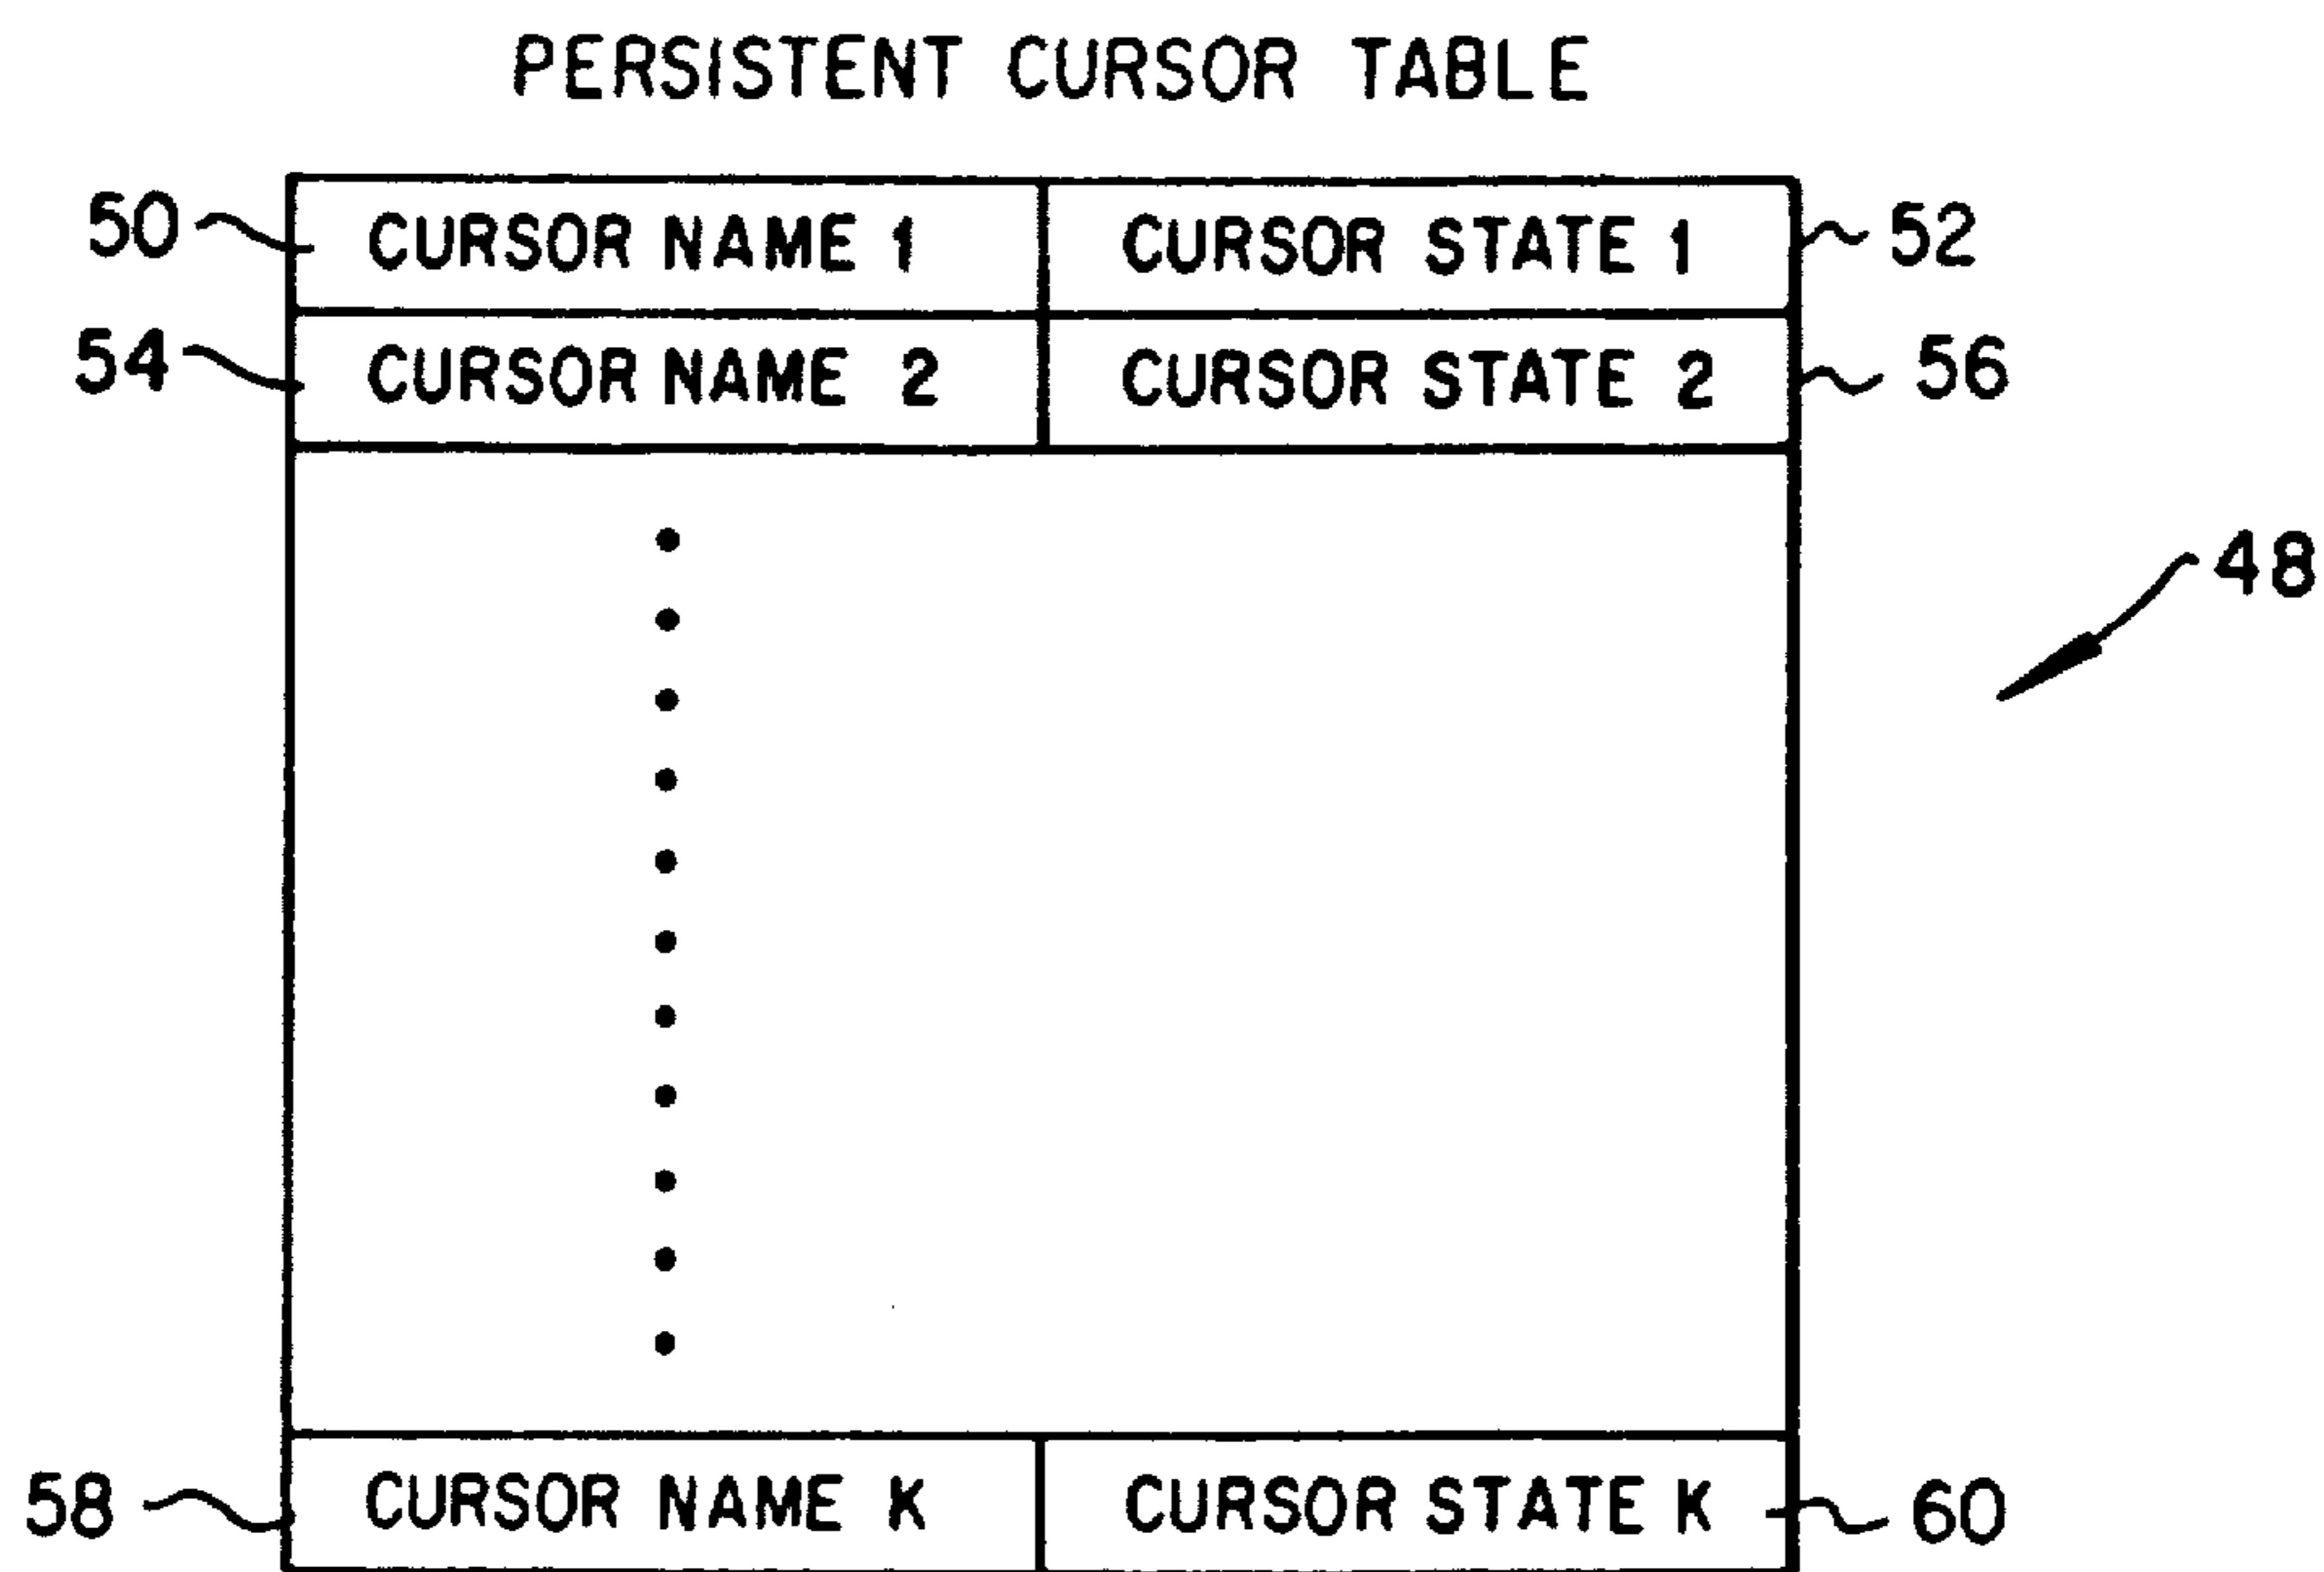 PERSISTENT CURSOR TABLE
50 CURSOR NAME 1 CURSOR STATE 1 52
54 CURSOR NAME 2 CURSOR STATE 2 56
48
58 CURSOR NAME K CURSOR STATE K 60